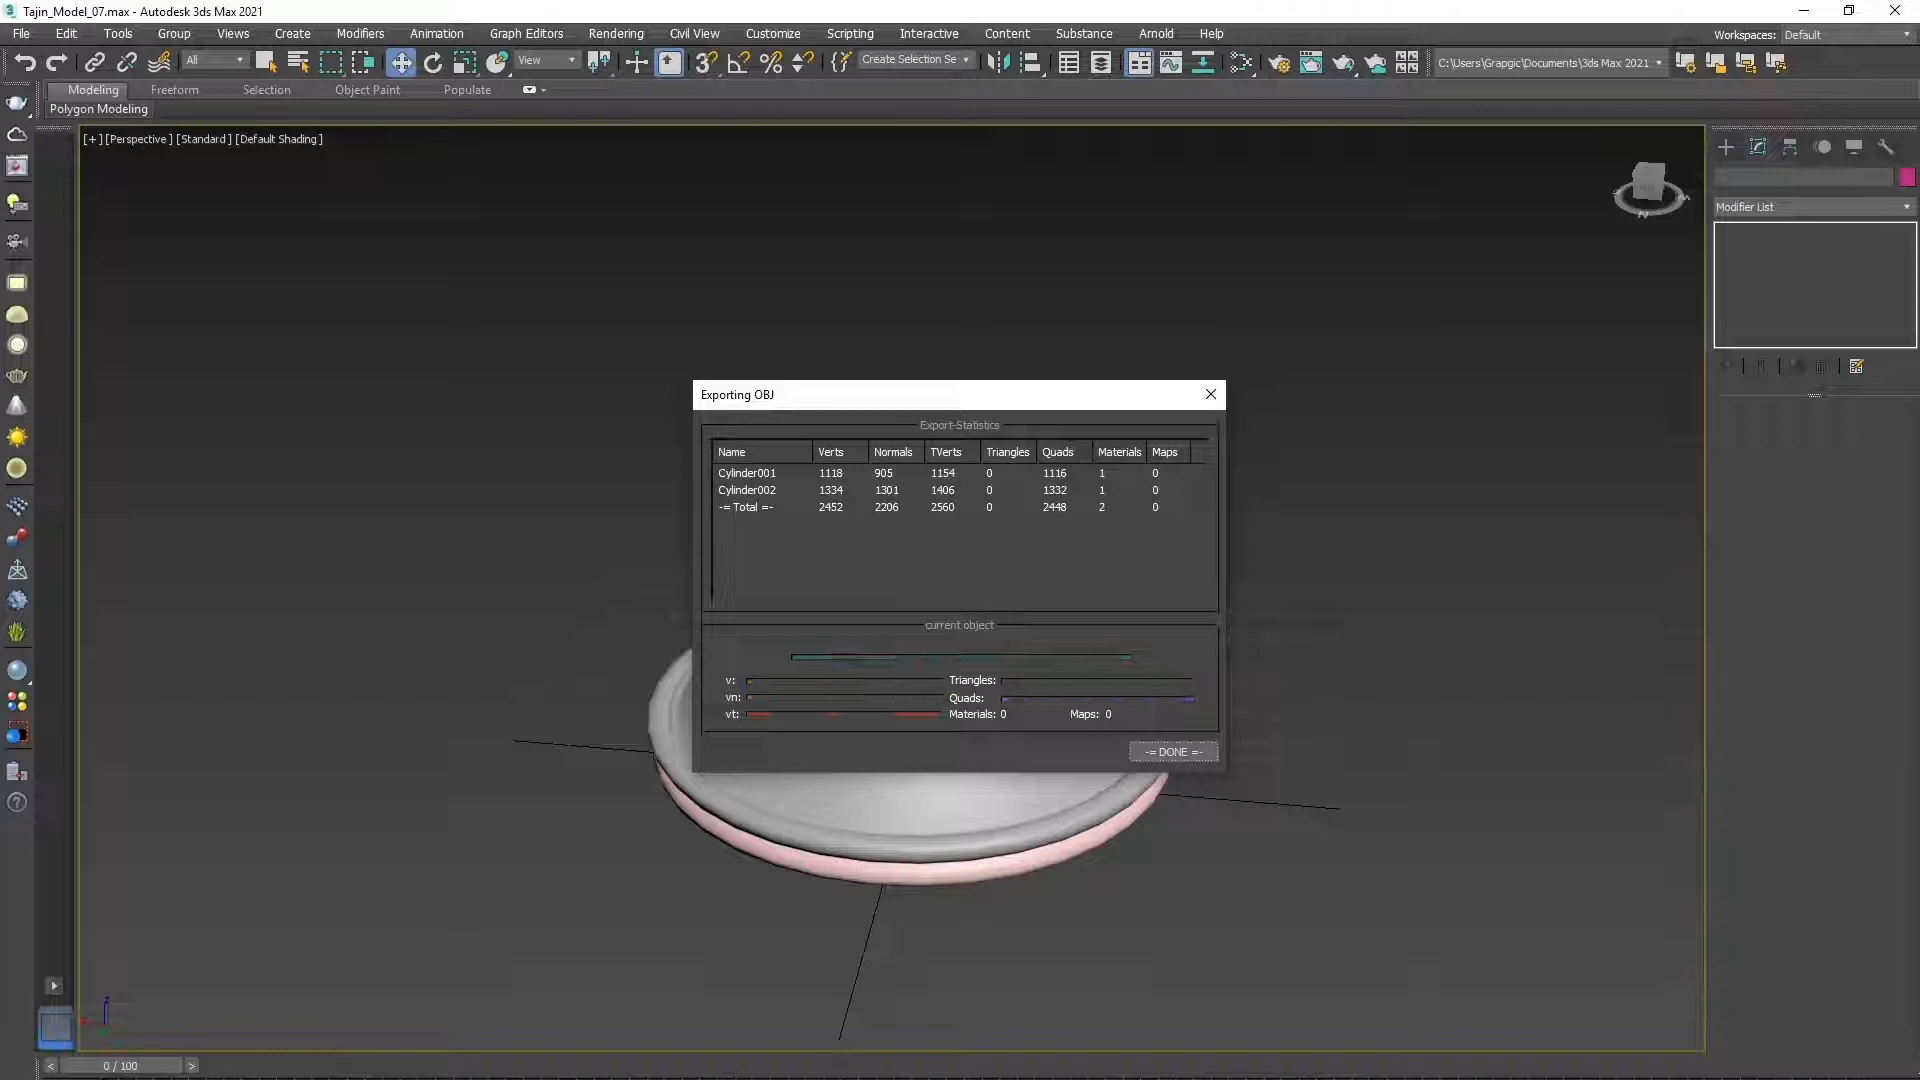 Tajin_Model_07.max - Autodesk 3ds Max 2021
File Edit Tools Group Views Create Modifiers Animation Graph Editors Rendering Civil View Customize Scripting Interactive Content Substance Arnold Help
Workspaces: Default
All View Create Selection Se C:\Users\Grapgic\Documents\3ds Max 2021
Modeling Freeform Selection Object Paint Populate
Polygon Modeling
[+] [Perspective] [Standard] [Default Shading]
Modifier List
Exporting OBJ
Export-Statistics
Name Verts Normals TVerts Triangles Quads Materials Maps
Cylinder001 1118 905 1154 0 1116 1 0
Cylinder002 1334 1301 1406 0 1332 1 0
-= Total =- 2452 2206 2560 0 2448 2 0
current object
v: Triangles:
vn: Quads:
vt: Materials: 0 Maps: 0
-= DONE =-
z
< 0 / 100 >